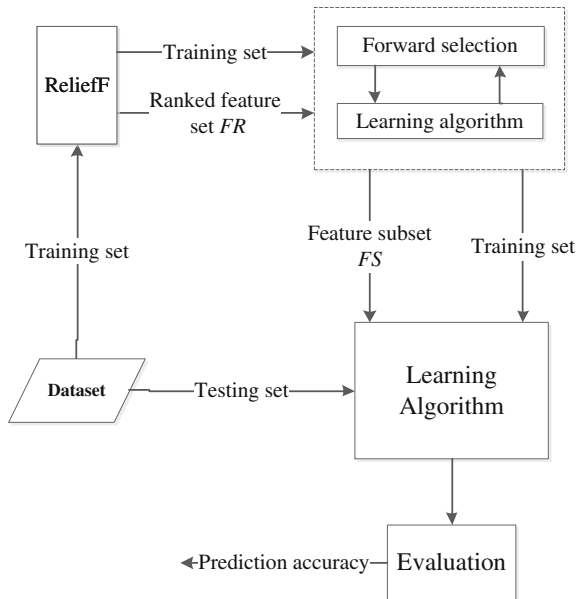 ReliefF
Training set
Ranked feature
set FR
Forward selection
Learning algorithm
Training set
Feature subset
FS
Training set
Dataset
Testing set
Learning
Algorithm
Prediction accuracy
Evaluation